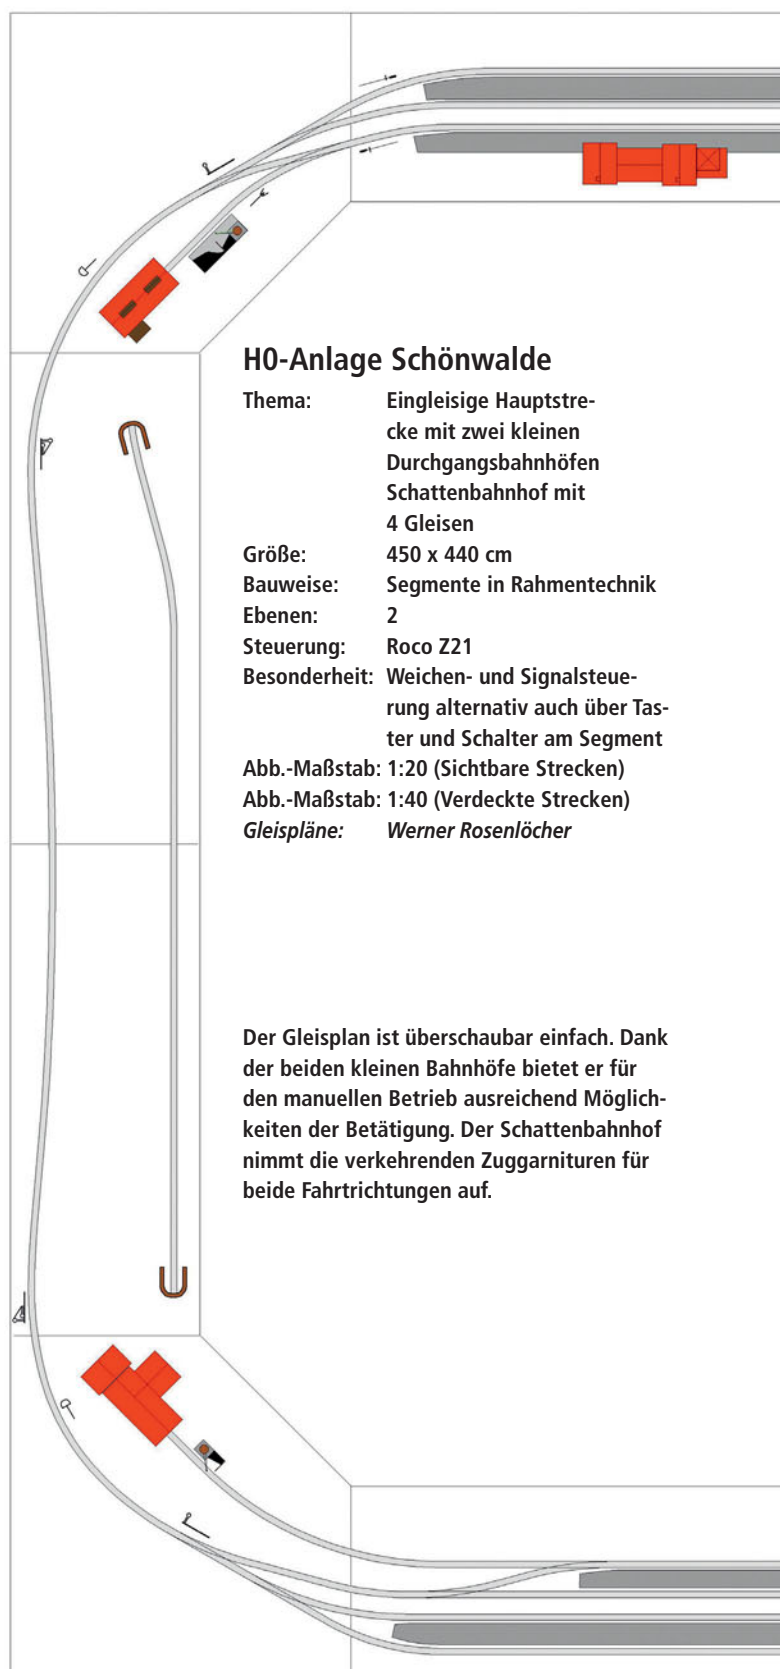 H0-Anlage Schönwalde
Thema: Eingleisige Hauptstre-
cke mit zwei kleinen
Durchgangsbahnhöfen
Schattenbahnhof mit
4 Gleisen
Größe: 450 x 440 cm
Bauweise: Segmente in Rahmentechnik
Ebenen: 2
Steuerung: Roco Z21
Besonderheit: Weichen- und Signalsteue-
rung alternativ auch über Tas-
ter und Schalter am Segment
Abb.-Maßstab: 1:20 (Sichtbare Strecken)
Abb.-Maßstab: 1:40 (Verdeckte Strecken)
Gleispläne: Werner Rosenlöcher
Der Gleisplan ist überschaubar einfach. Dank
der beiden kleinen Bahnhöfe bietet er für
den manuellen Betrieb ausreichend Möglich-
keiten der Betätigung. Der Schattenbahnhof
nimmt die verkehrenden Zuggarnituren für
beide Fahrtrichtungen auf.